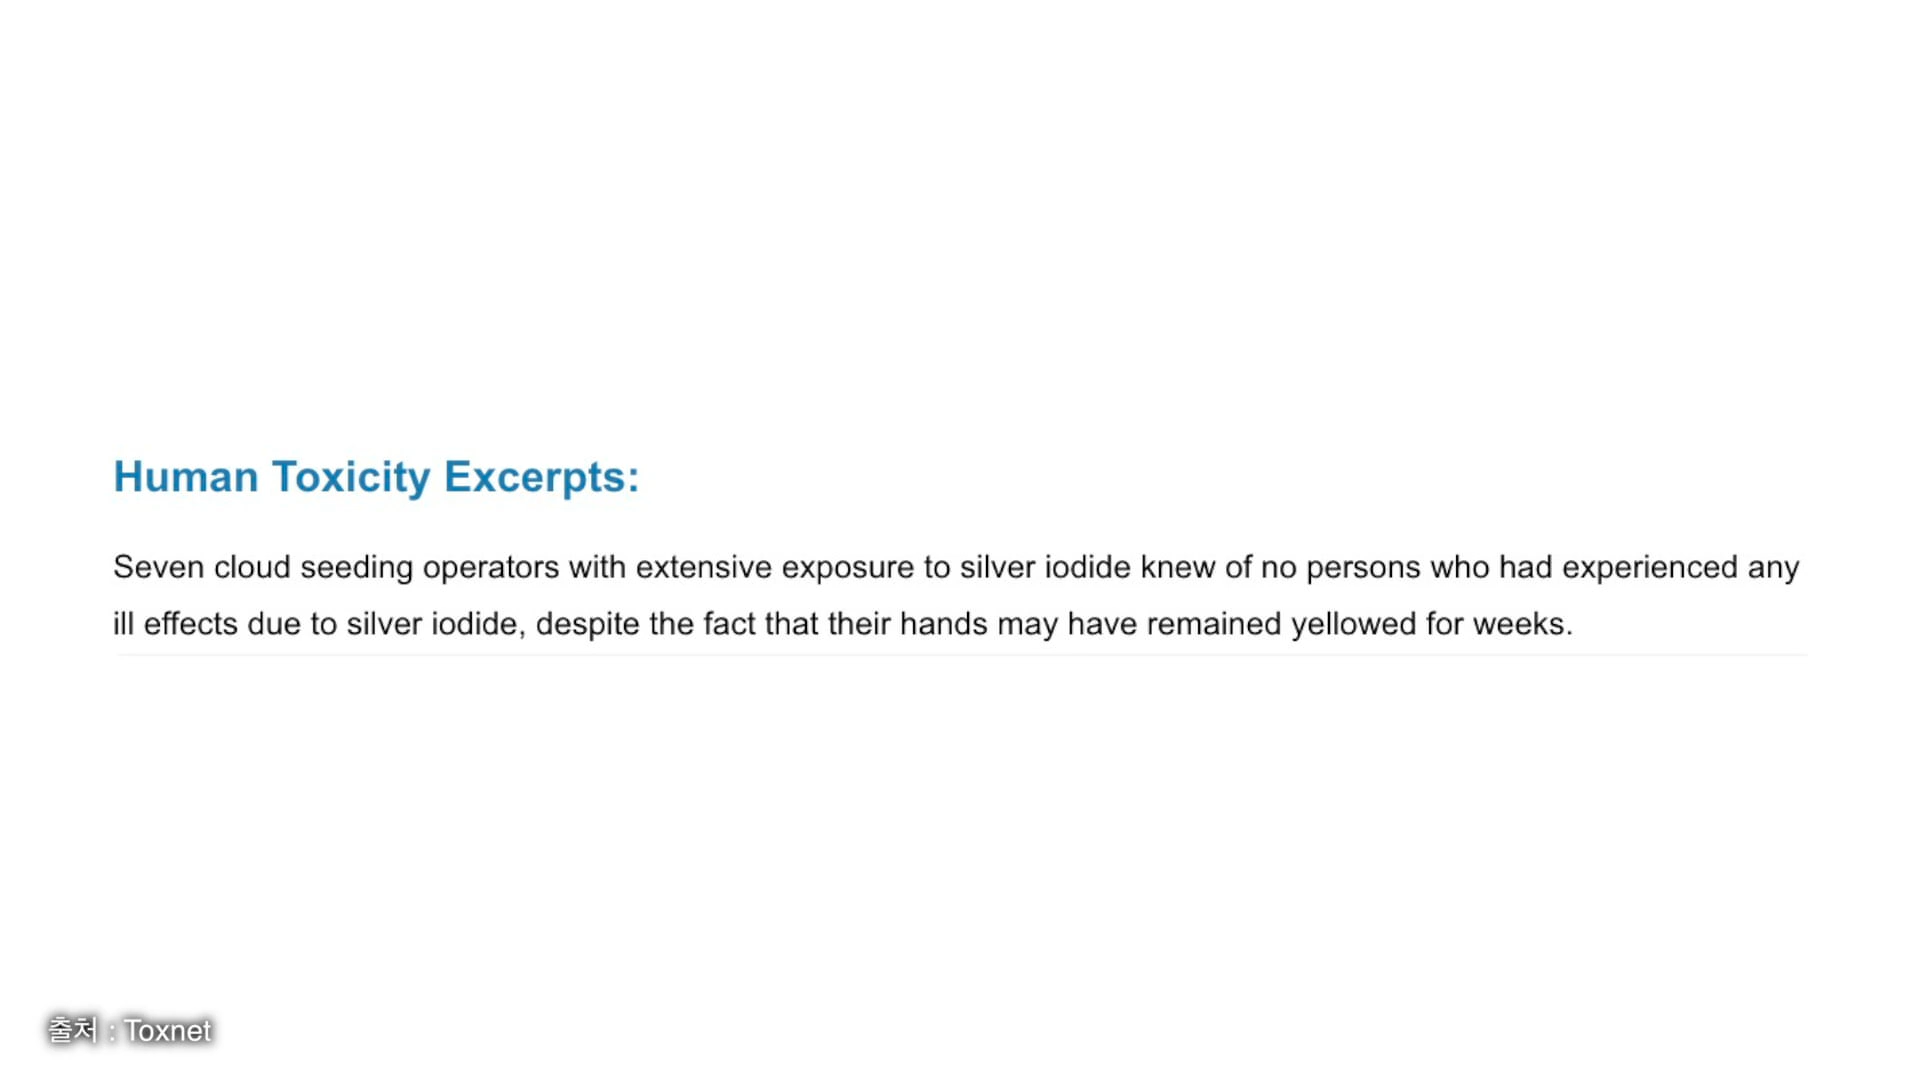 Human Toxicity Excerpts:
Seven cloud seeding operators with extensive exposure to silver iodide knew of no persons who had experienced any
ill effects due to silver iodide, despite the fact that their hands may have remained yellowed for weeks.
출처 : Toxnet